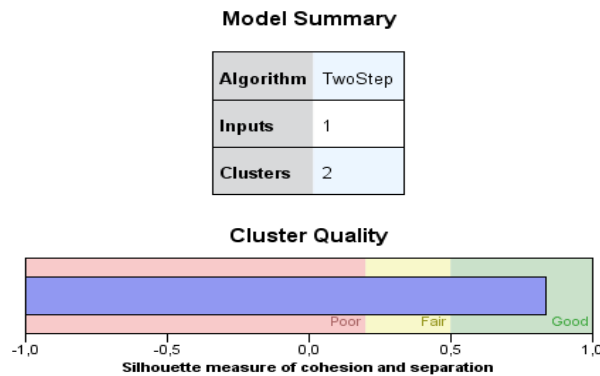 Model Summary
Algorithm TwoStep
Inputs 1
Clusters 2
Cluster Quality
Poor Fair Good
-1,0 -0,5 0,0 0,5 1,0
Silhouette measure of cohesion and separation